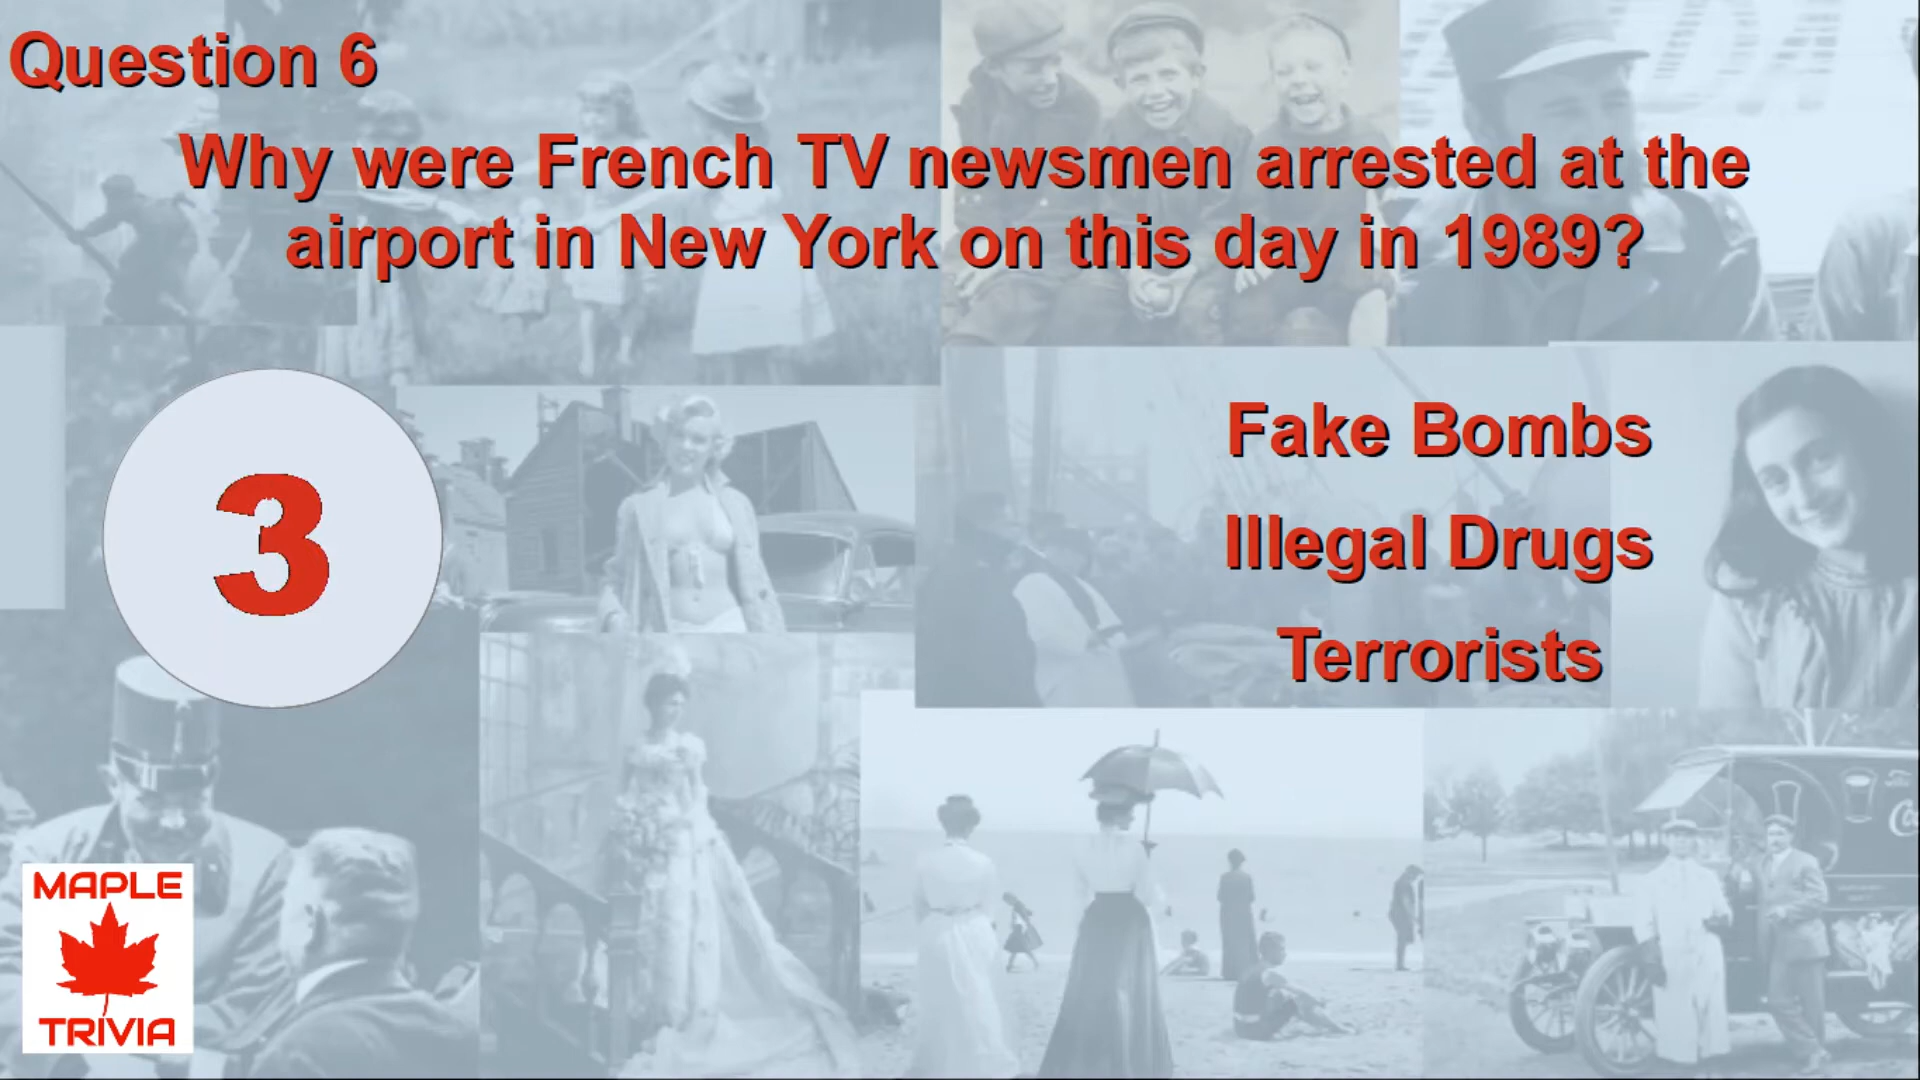 Question 6
Why were French TV newsmen arrested at the
airport in New York on this day in 1989?
3
Fake Bombs
Illegal Drugs
Terrorists
MAPLE
TRIVIA